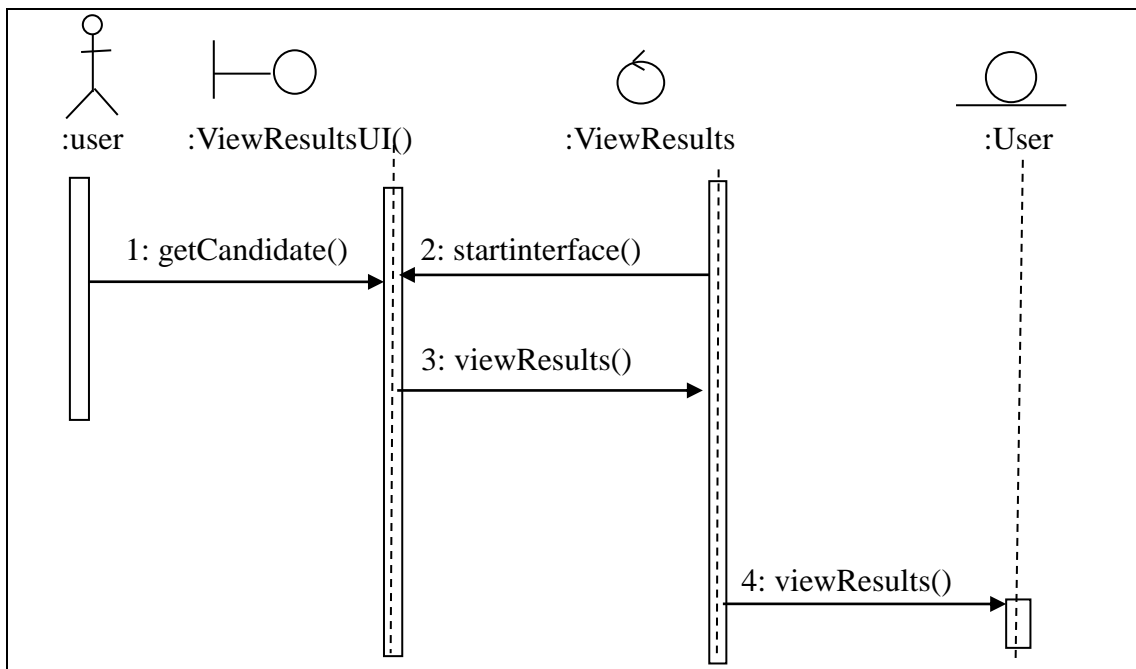 :user
:ViewResultsUI()
:ViewResults
:User
1: getCandidate()
2: startinterface()
3: viewResults()
4: viewResults()